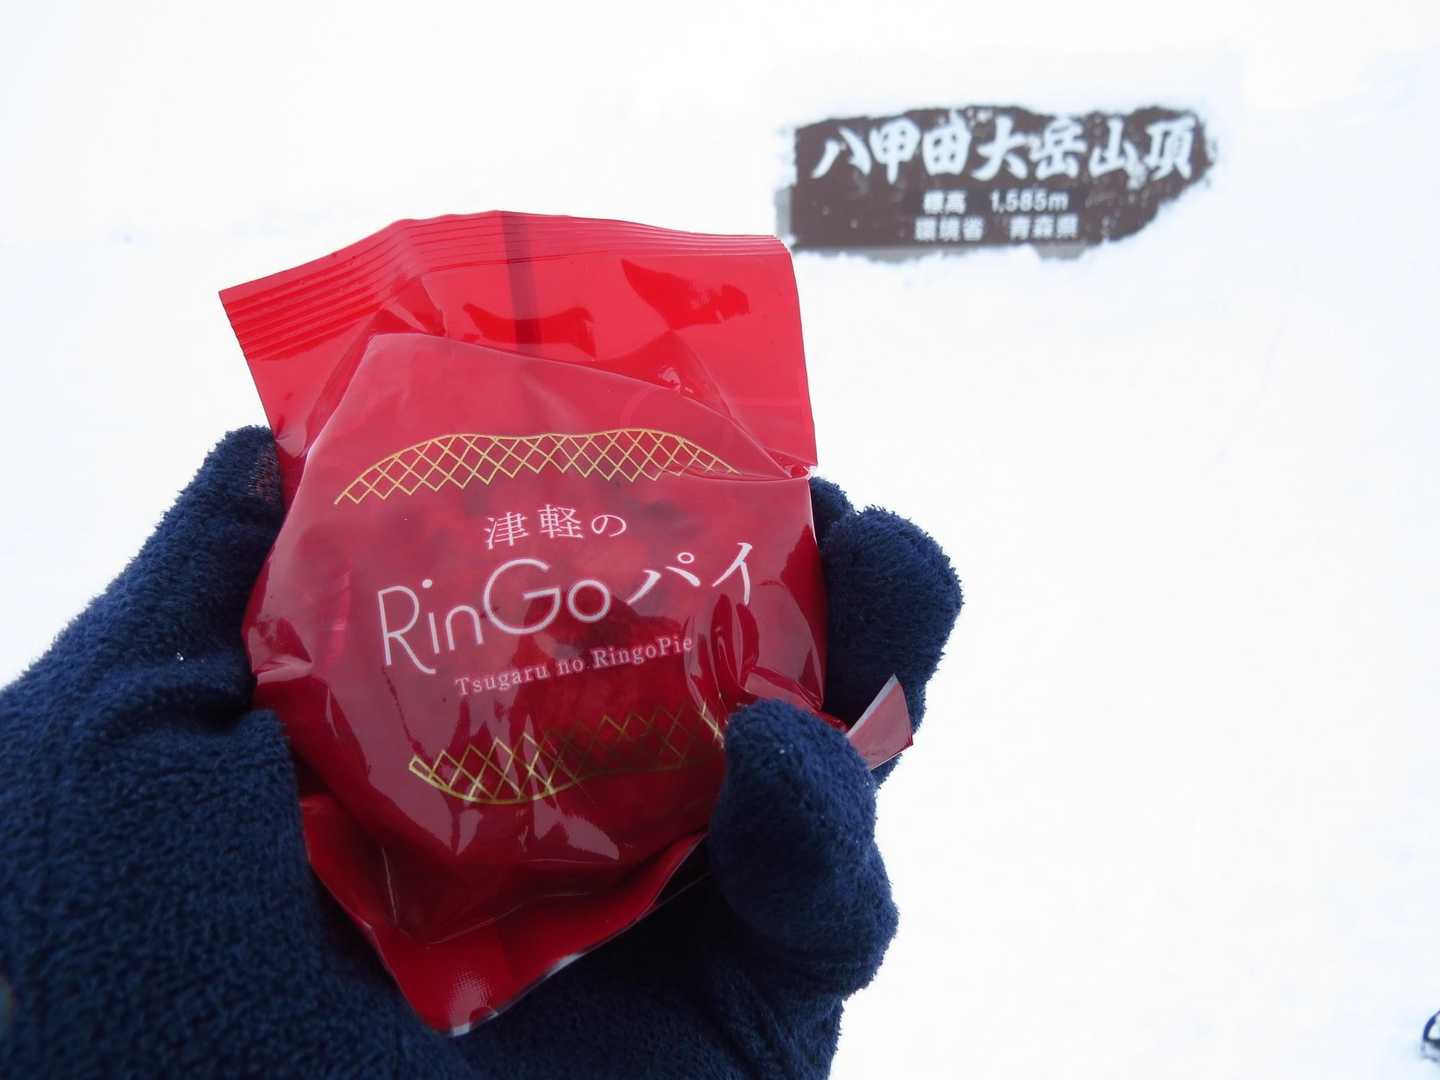 八甲田大岳山頂
標高 1,585m
環境省 青森県
津軽の
RinGoパイ
Tsugaru no RingoPie